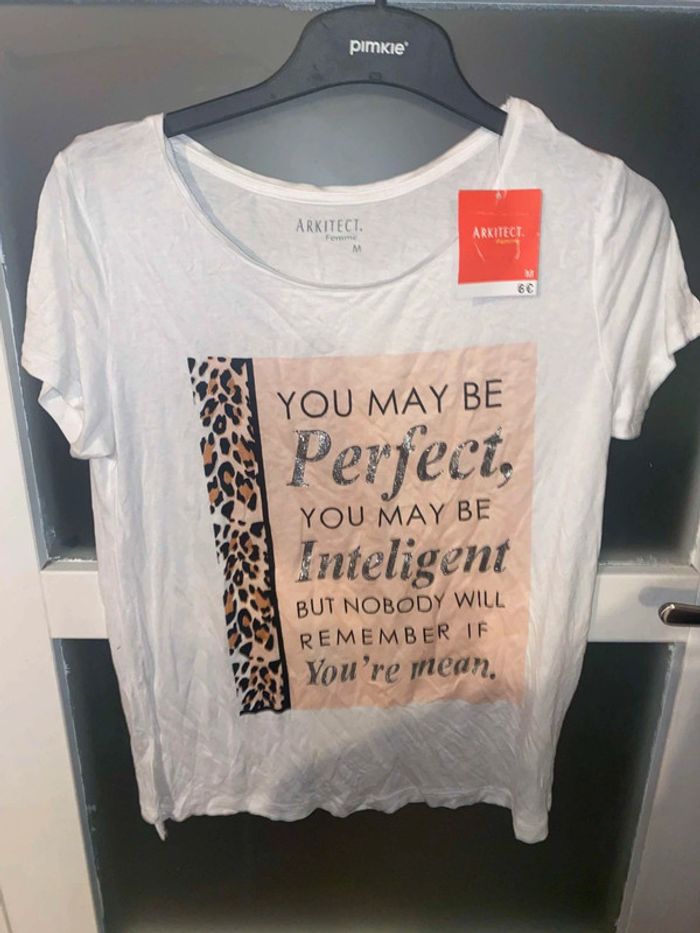 pimkie
ARKITECT.
Femme
M
ARKITECT.
Femme
M
6€
YOU MAY BE
Perfect,
YOU MAY BE
Inteligent
BUT NOBODY WILL
REMEMBER IF
You're mean.